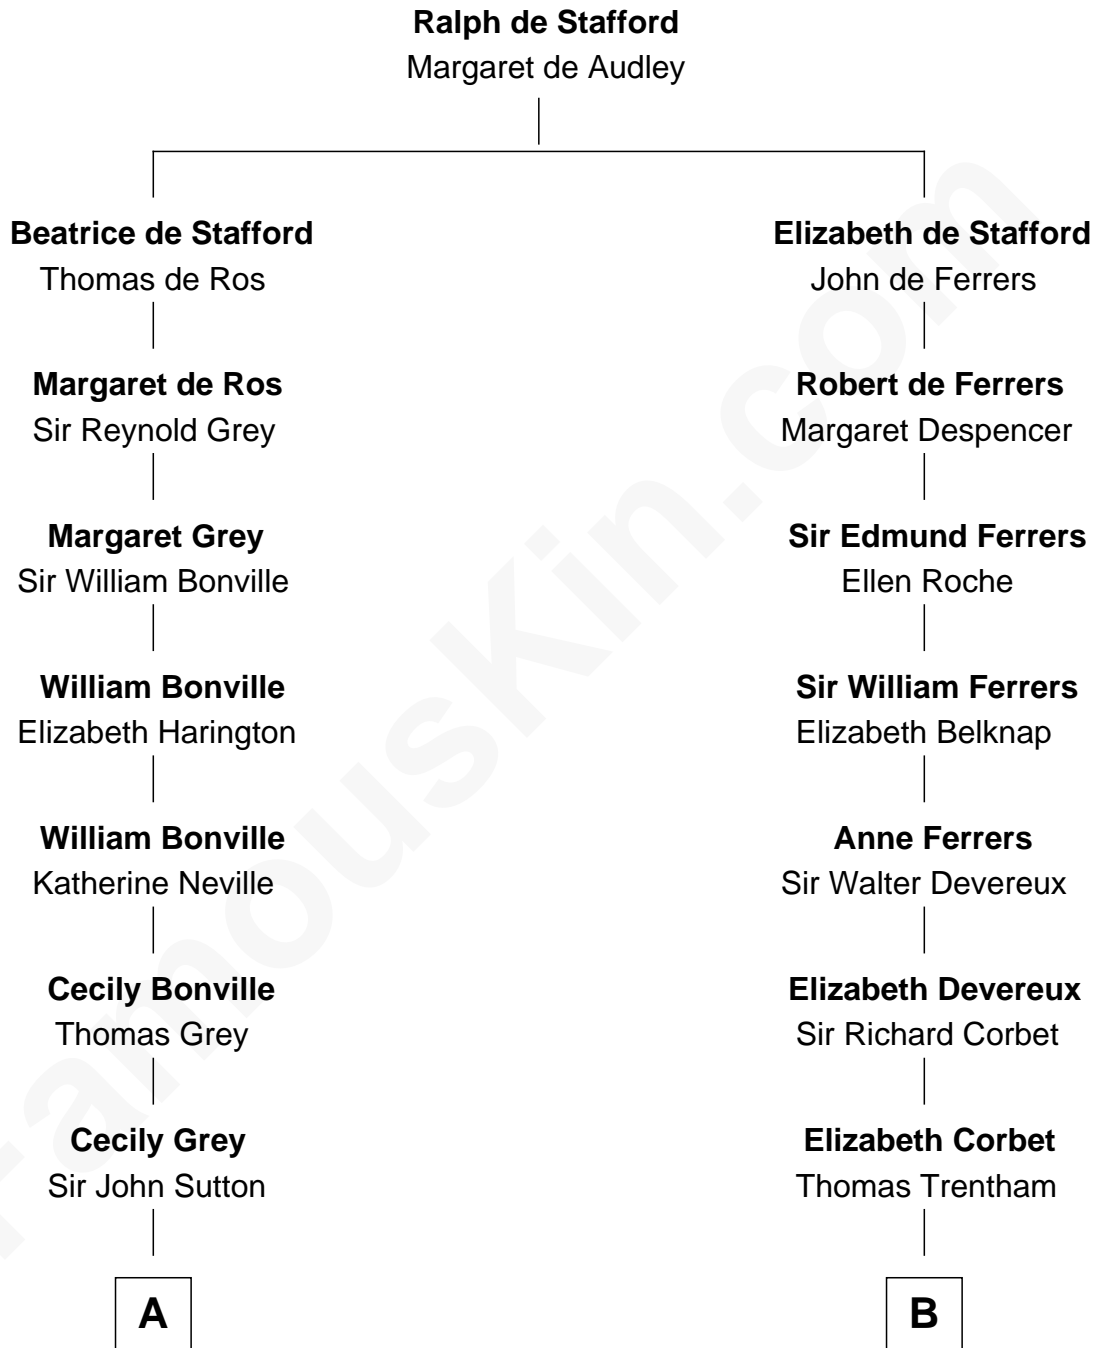 Ralph de Stafford
Margaret de Audley
Beatrice de Stafford
Thomas de Ros
Margaret de Ros
Sir Reynold Grey
Margaret Grey
Sir William Bonville
William Bonville
Elizabeth Harington
William Bonville
Katherine Neville
Cecily Bonville
Thomas Grey
Cecily Grey
Sir John Sutton
A
Elizabeth de Stafford
John de Ferrers
Robert de Ferrers
Margaret Despencer
Sir Edmund Ferrers
Ellen Roche
Sir William Ferrers
Elizabeth Belknap
Anne Ferrers
Sir Walter Devereux
Elizabeth Devereux
Sir Richard Corbet
Elizabeth Corbet
Thomas Trentham
B
FamousKin.com